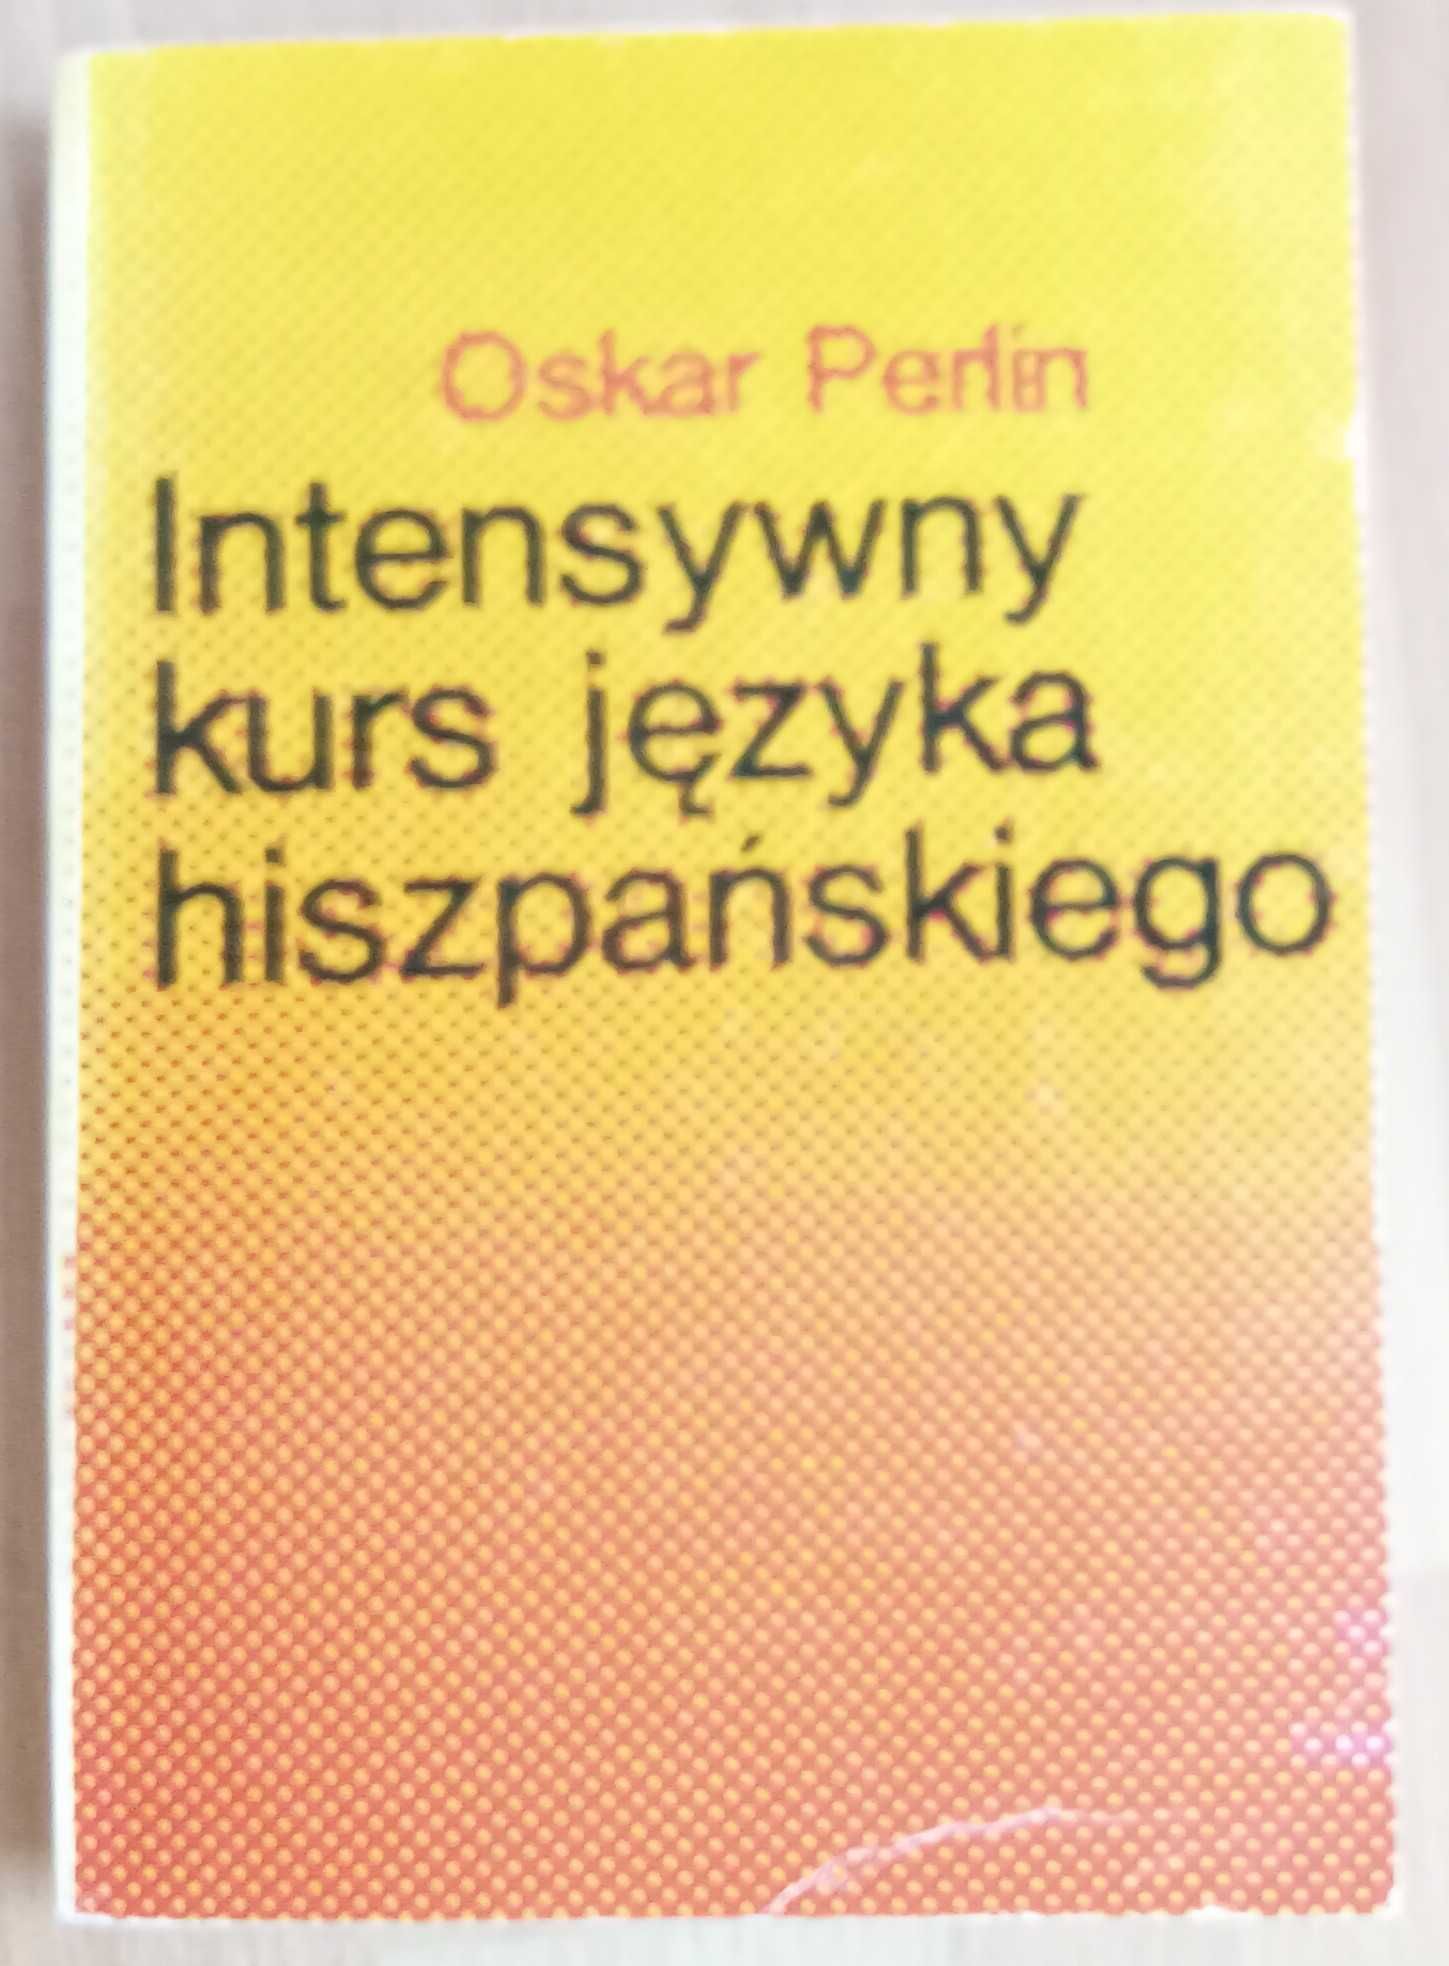 Oskar Perlin
Intensywny
kurs języka
hiszpańskiego